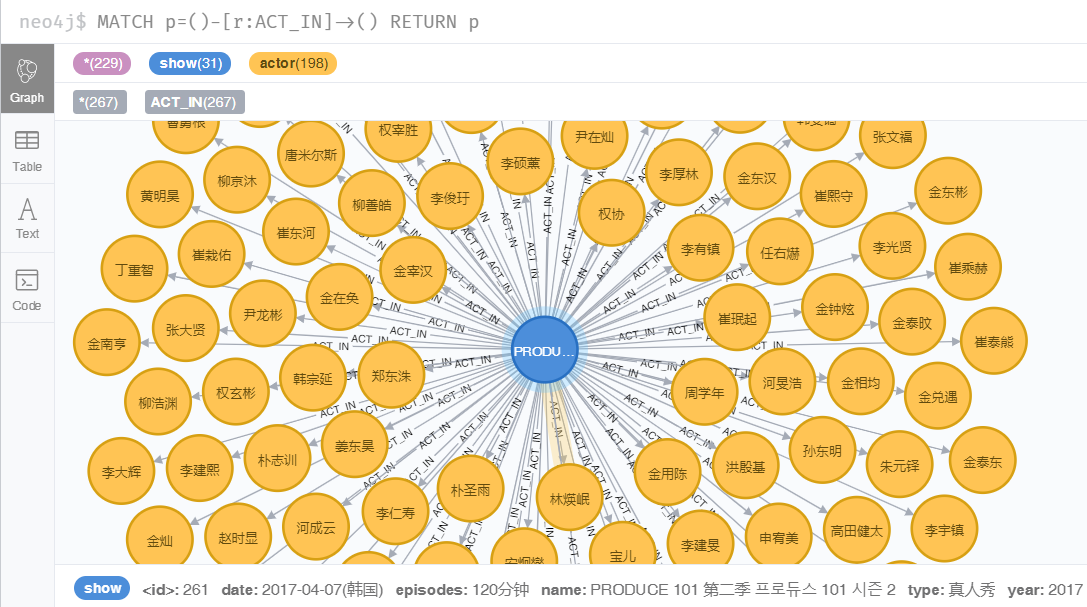 neo4j$ MATCH p=()-[r:ACT_IN]→() RETURN p
*(229) show(31) actor(198)
*(267) ACT_IN(267)
Graph
Table
Text
Code
权宰胜
尹在灿
张文福
唐米尔斯
李硕薰
李厚林
金东汉
黄明昊
柳京沐
柳善皓
李俊玗
权协
崔熙守
金东彬
崔东河
李有镇
任右爀
李光贤
丁重智
崔栽佑
金宰汉
崔乘赫
金在奂
崔珉起
金钟炫
金泰旼
尹龙彬
张大贤
金南亨
PRODU...
崔泰熊
韩宗延
郑东洙
权玄彬
柳浩渊
周学年
河旻浩
金相均
金兑遇
姜东昊
李大辉
李建熙
朴志训
朴圣雨
林煐岷
金用陈
洪殷基
孙东明
朱元铎
金泰东
金灿
赵时显
河成云
李仁寿
宝儿
李建旻
申宥美
高田健太
李宇镇
ACT_IN
show <id>: 261 date: 2017-04-07(韩国) episodes: 120分钟 name: PRODUCE 101 第二季 프로듀스 101 시즌 2 type: 真人秀 year: 2017